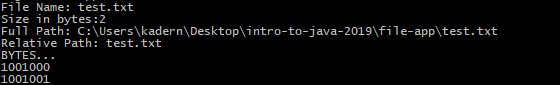 File Name: test.txt
Size in bytes:2
Full Path: C:\Users\kadern\Desktop\intro-to-java-2019\file-app\test.txt
Relative Path: test.txt
BYTES...
1001000
1001001